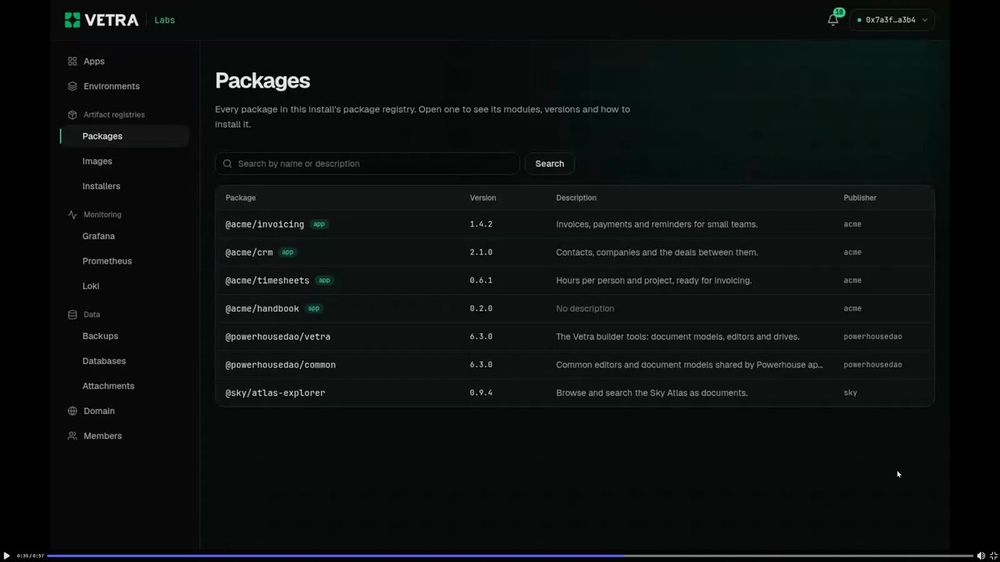 VETRA Labs
10
0x7a3f…a3b4
Apps
Environments
Artifact registries
Packages
Images
Installers
Monitoring
Grafana
Prometheus
Loki
Data
Backups
Databases
Attachments
Domain
Members
Packages
Every package in this install's package registry. Open one to see its modules, versions and how to
install it.
Search by name or description
Search
Package Version Description Publisher
@acme/invoicing app 1.4.2 Invoices, payments and reminders for small teams. acme
@acme/crm app 2.1.0 Contacts, companies and the deals between them. acme
@acme/timesheets app 0.6.1 Hours per person and project, ready for invoicing. acme
@acme/handbook app 0.2.0 No description acme
@powerhousedao/vetra 6.3.0 The Vetra builder tools: document models, editors and drives. powerhousedao
@powerhousedao/common 6.3.0 Common editors and document models shared by Powerhouse ap… powerhousedao
@sky/atlas-explorer 0.9.4 Browse and search the Sky Atlas as documents. sky
0:35/0:57